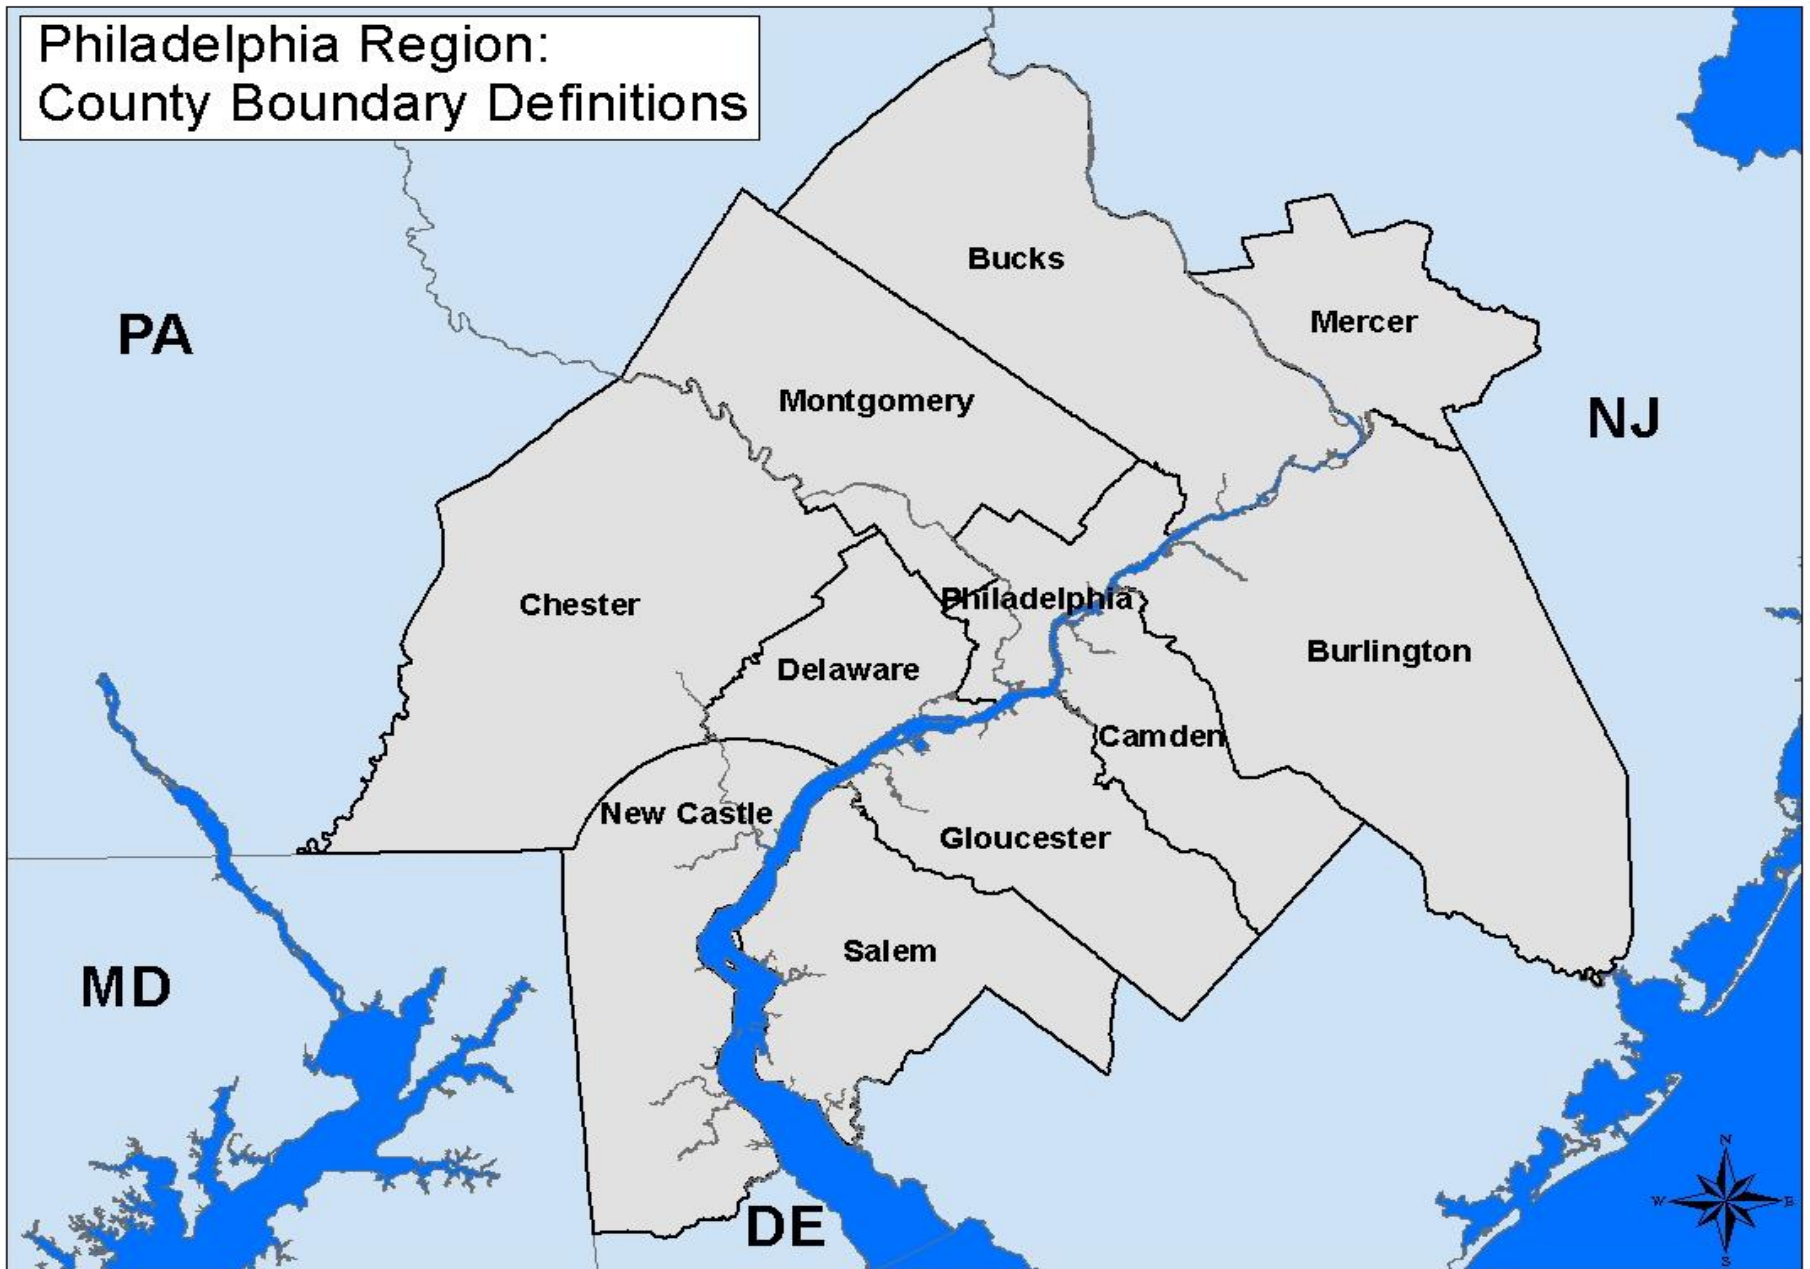 Philadelphia Region:
County Boundary Definitions
Bucks
Mercer
PA
Montgomery
NJ
Chester
Philadelphia
Burlington
Delaware
Camden
New Castle
Gloucester
Salem
MD
DE
N
W
E
S